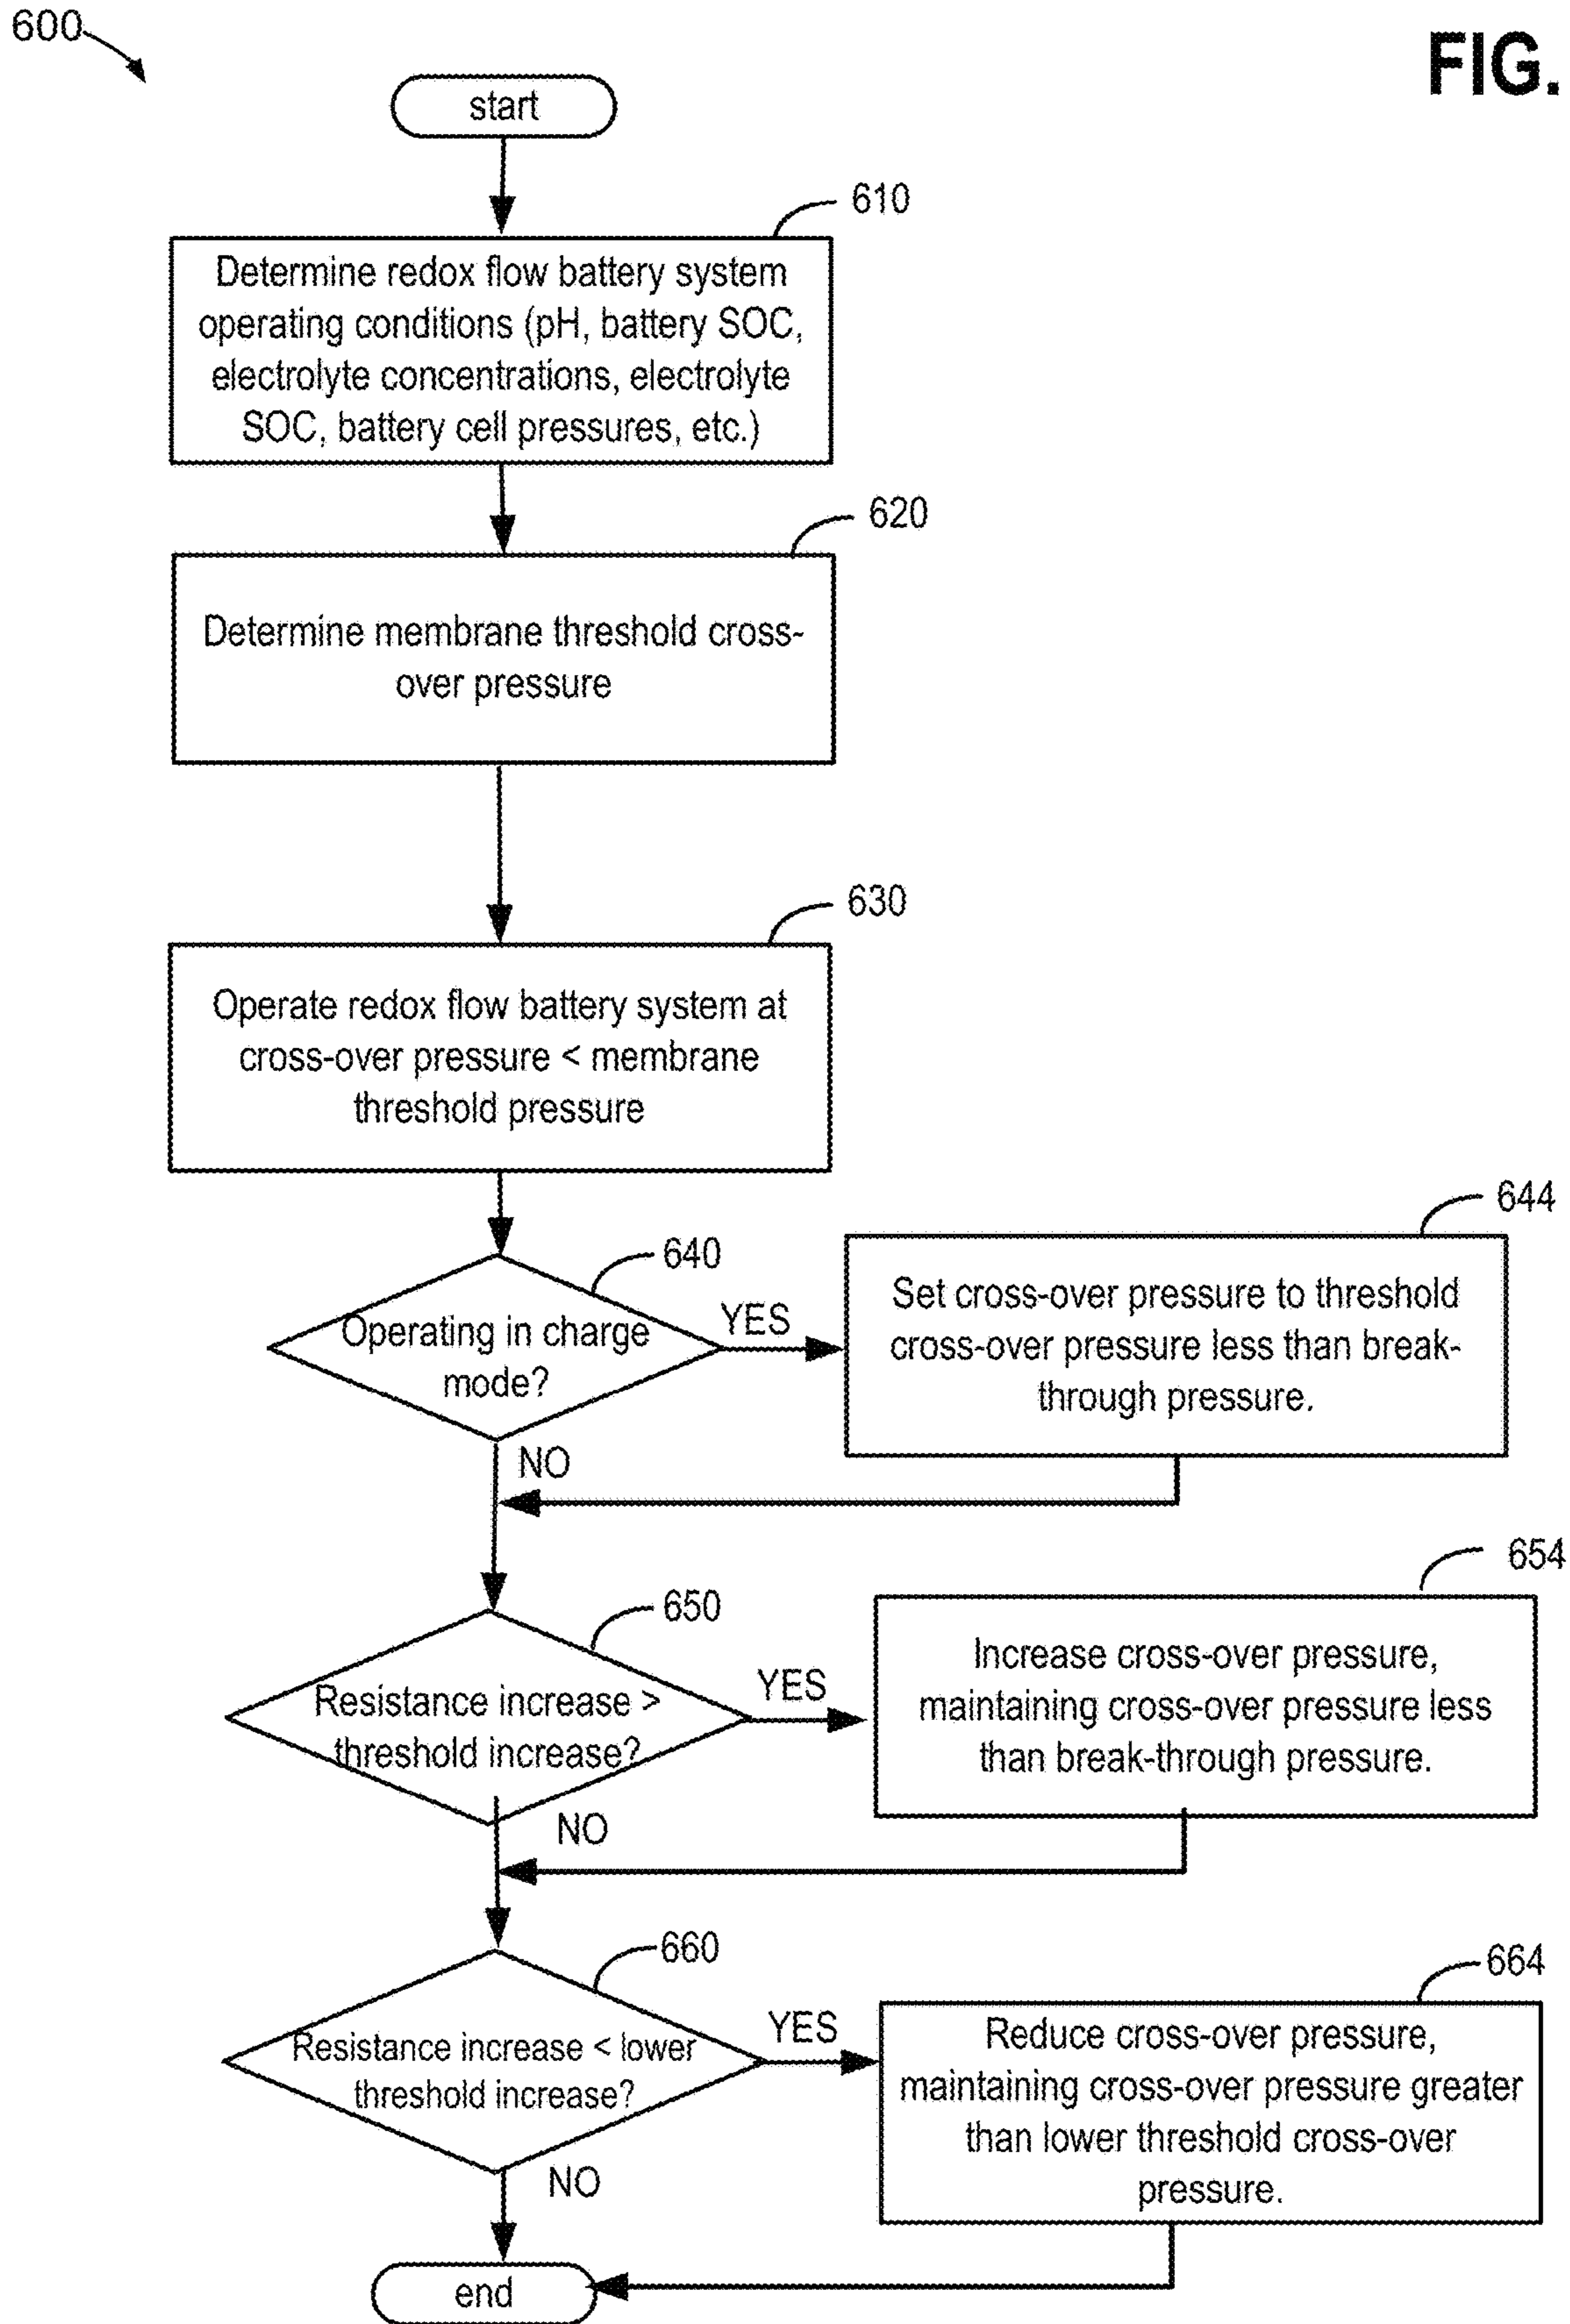 600
FIG.
start
610
Determine redox flow battery system
operating conditions (pH, battery SOC,
electrolyte concentrations, electrolyte
SOC, battery cell pressures, etc.)
620
Determine membrane threshold cross-
over pressure
630
Operate redox flow battery system at
cross-over pressure < membrane
threshold pressure
640
Operating in charge
mode?
YES
NO
644
Set cross-over pressure to threshold
cross-over pressure less than break-
through pressure.
650
Resistance increase >
threshold increase?
YES
NO
654
Increase cross-over pressure,
maintaining cross-over pressure less
than break-through pressure.
660
Resistance increase < lower
threshold increase?
YES
NO
664
Reduce cross-over pressure,
maintaining cross-over pressure greater
than lower threshold cross-over
pressure.
end